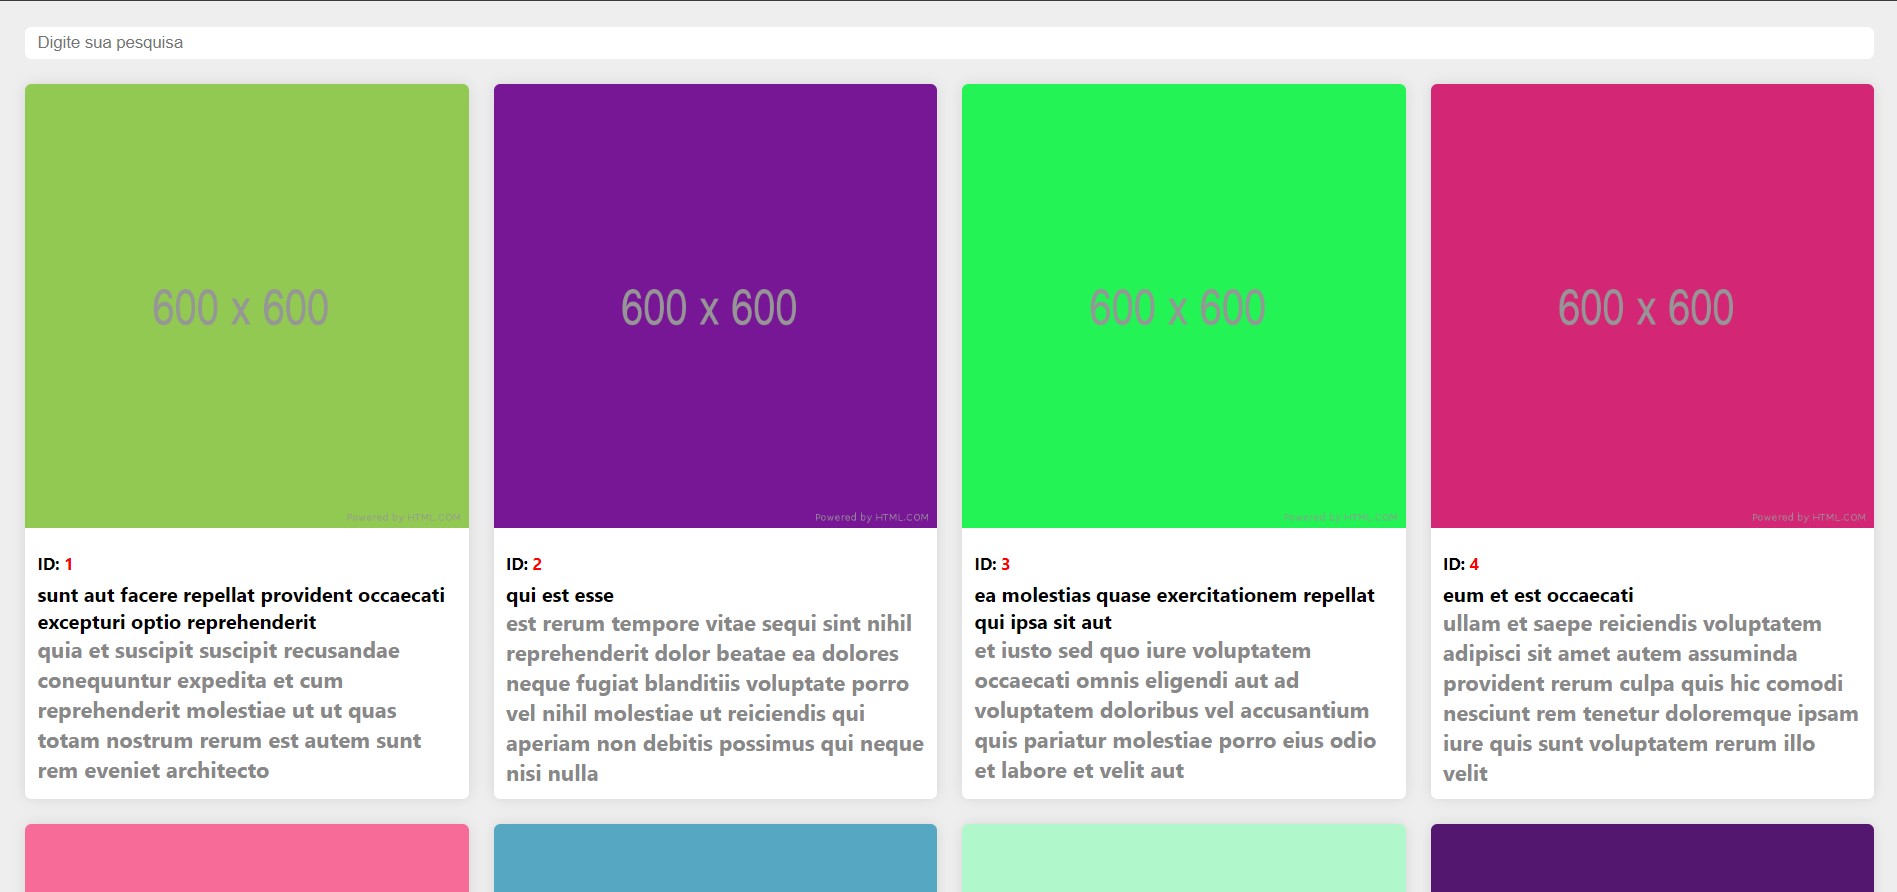 Digite sua pesquisa
600 x 600
Powered by HTML.COM
ID: 1
sunt aut facere repellat provident occaecati
excepturi optio reprehenderit
quia et suscipit suscipit recusandae
conequuntur expedita et cum
reprehenderit molestiae ut ut quas
totam nostrum rerum est autem sunt
rem eveniet architecto
600 x 600
Powered by HTML.COM
ID: 2
qui est esse
est rerum tempore vitae sequi sint nihil
reprehenderit dolor beatae ea dolores
neque fugiat blanditiis voluptate porro
vel nihil molestiae ut reiciendis qui
aperiam non debitis possimus qui neque
nisi nulla
600 x 600
Powered by HTML.COM
ID: 3
ea molestias quase exercitationem repellat
qui ipsa sit aut
et iusto sed quo iure voluptatem
occaecati omnis eligendi aut ad
voluptatem doloribus vel accusantium
quis pariatur molestiae porro eius odio
et labore et velit aut
600 x 600
Powered by HTML.COM
ID: 4
eum et est occaecati
ullam et saepe reiciendis voluptatem
adipisci sit amet autem assuminda
provident rerum culpa quis hic comodi
nesciunt rem tenetur doloremque ipsam
iure quis sunt voluptatem rerum illo
velit